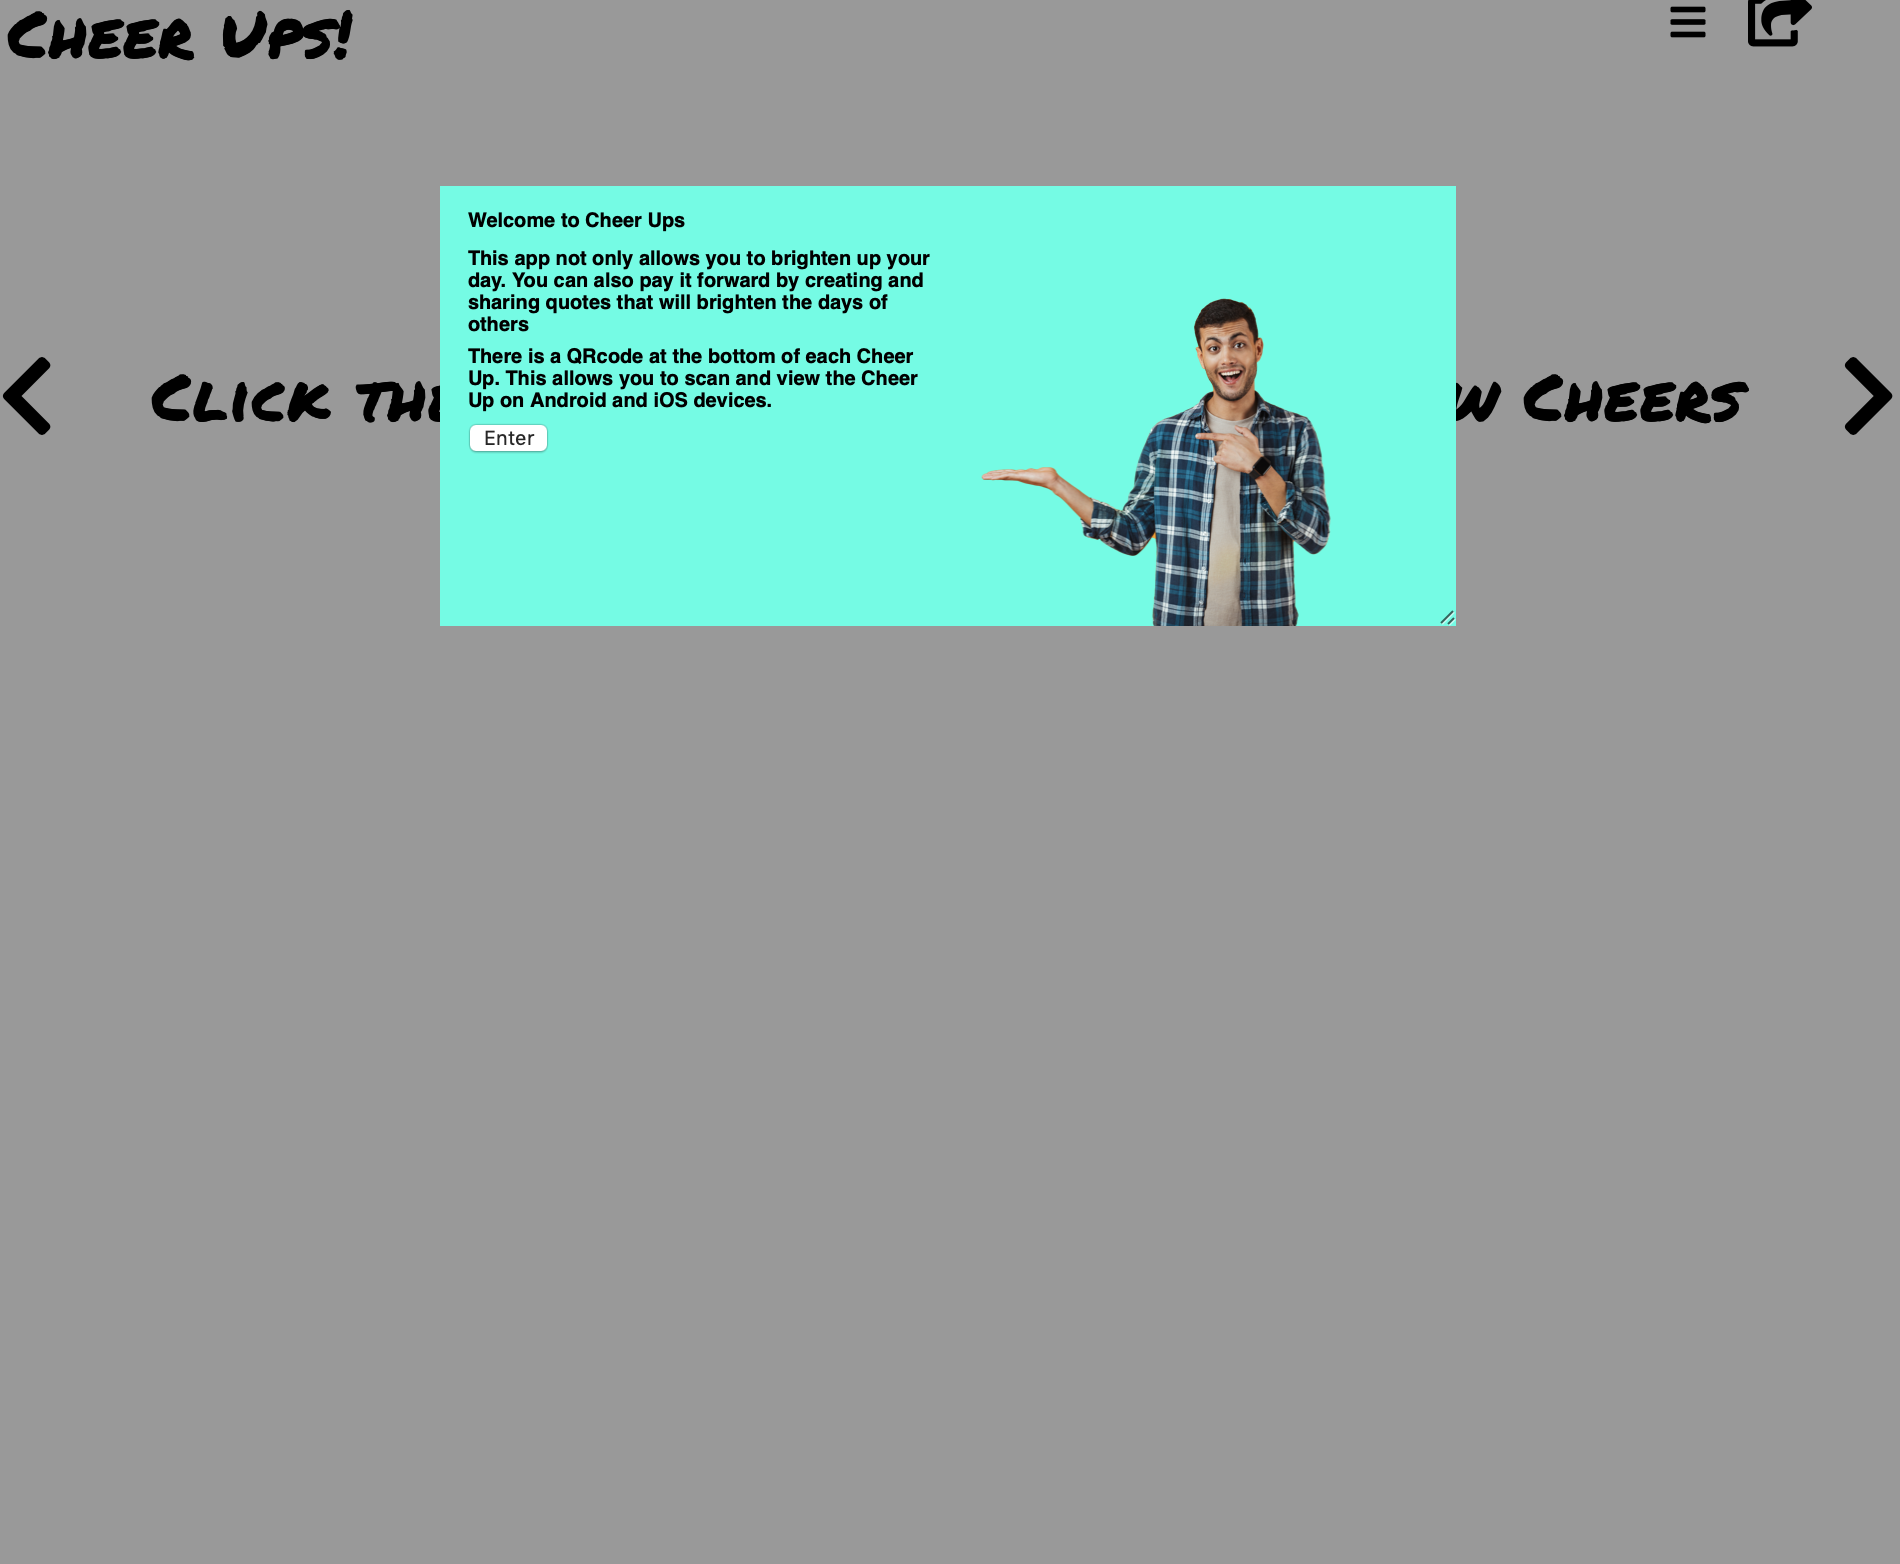 Cheer Ups!
Welcome to Cheer Ups
This app not only allows you to brighten up your
day. You can also pay it forward by creating and
sharing quotes that will brighten the days of
others
There is a QRcode at the bottom of each Cheer
Up. This allows you to scan and view the Cheer
Up on Android and iOS devices.
Click Cheers
Enter